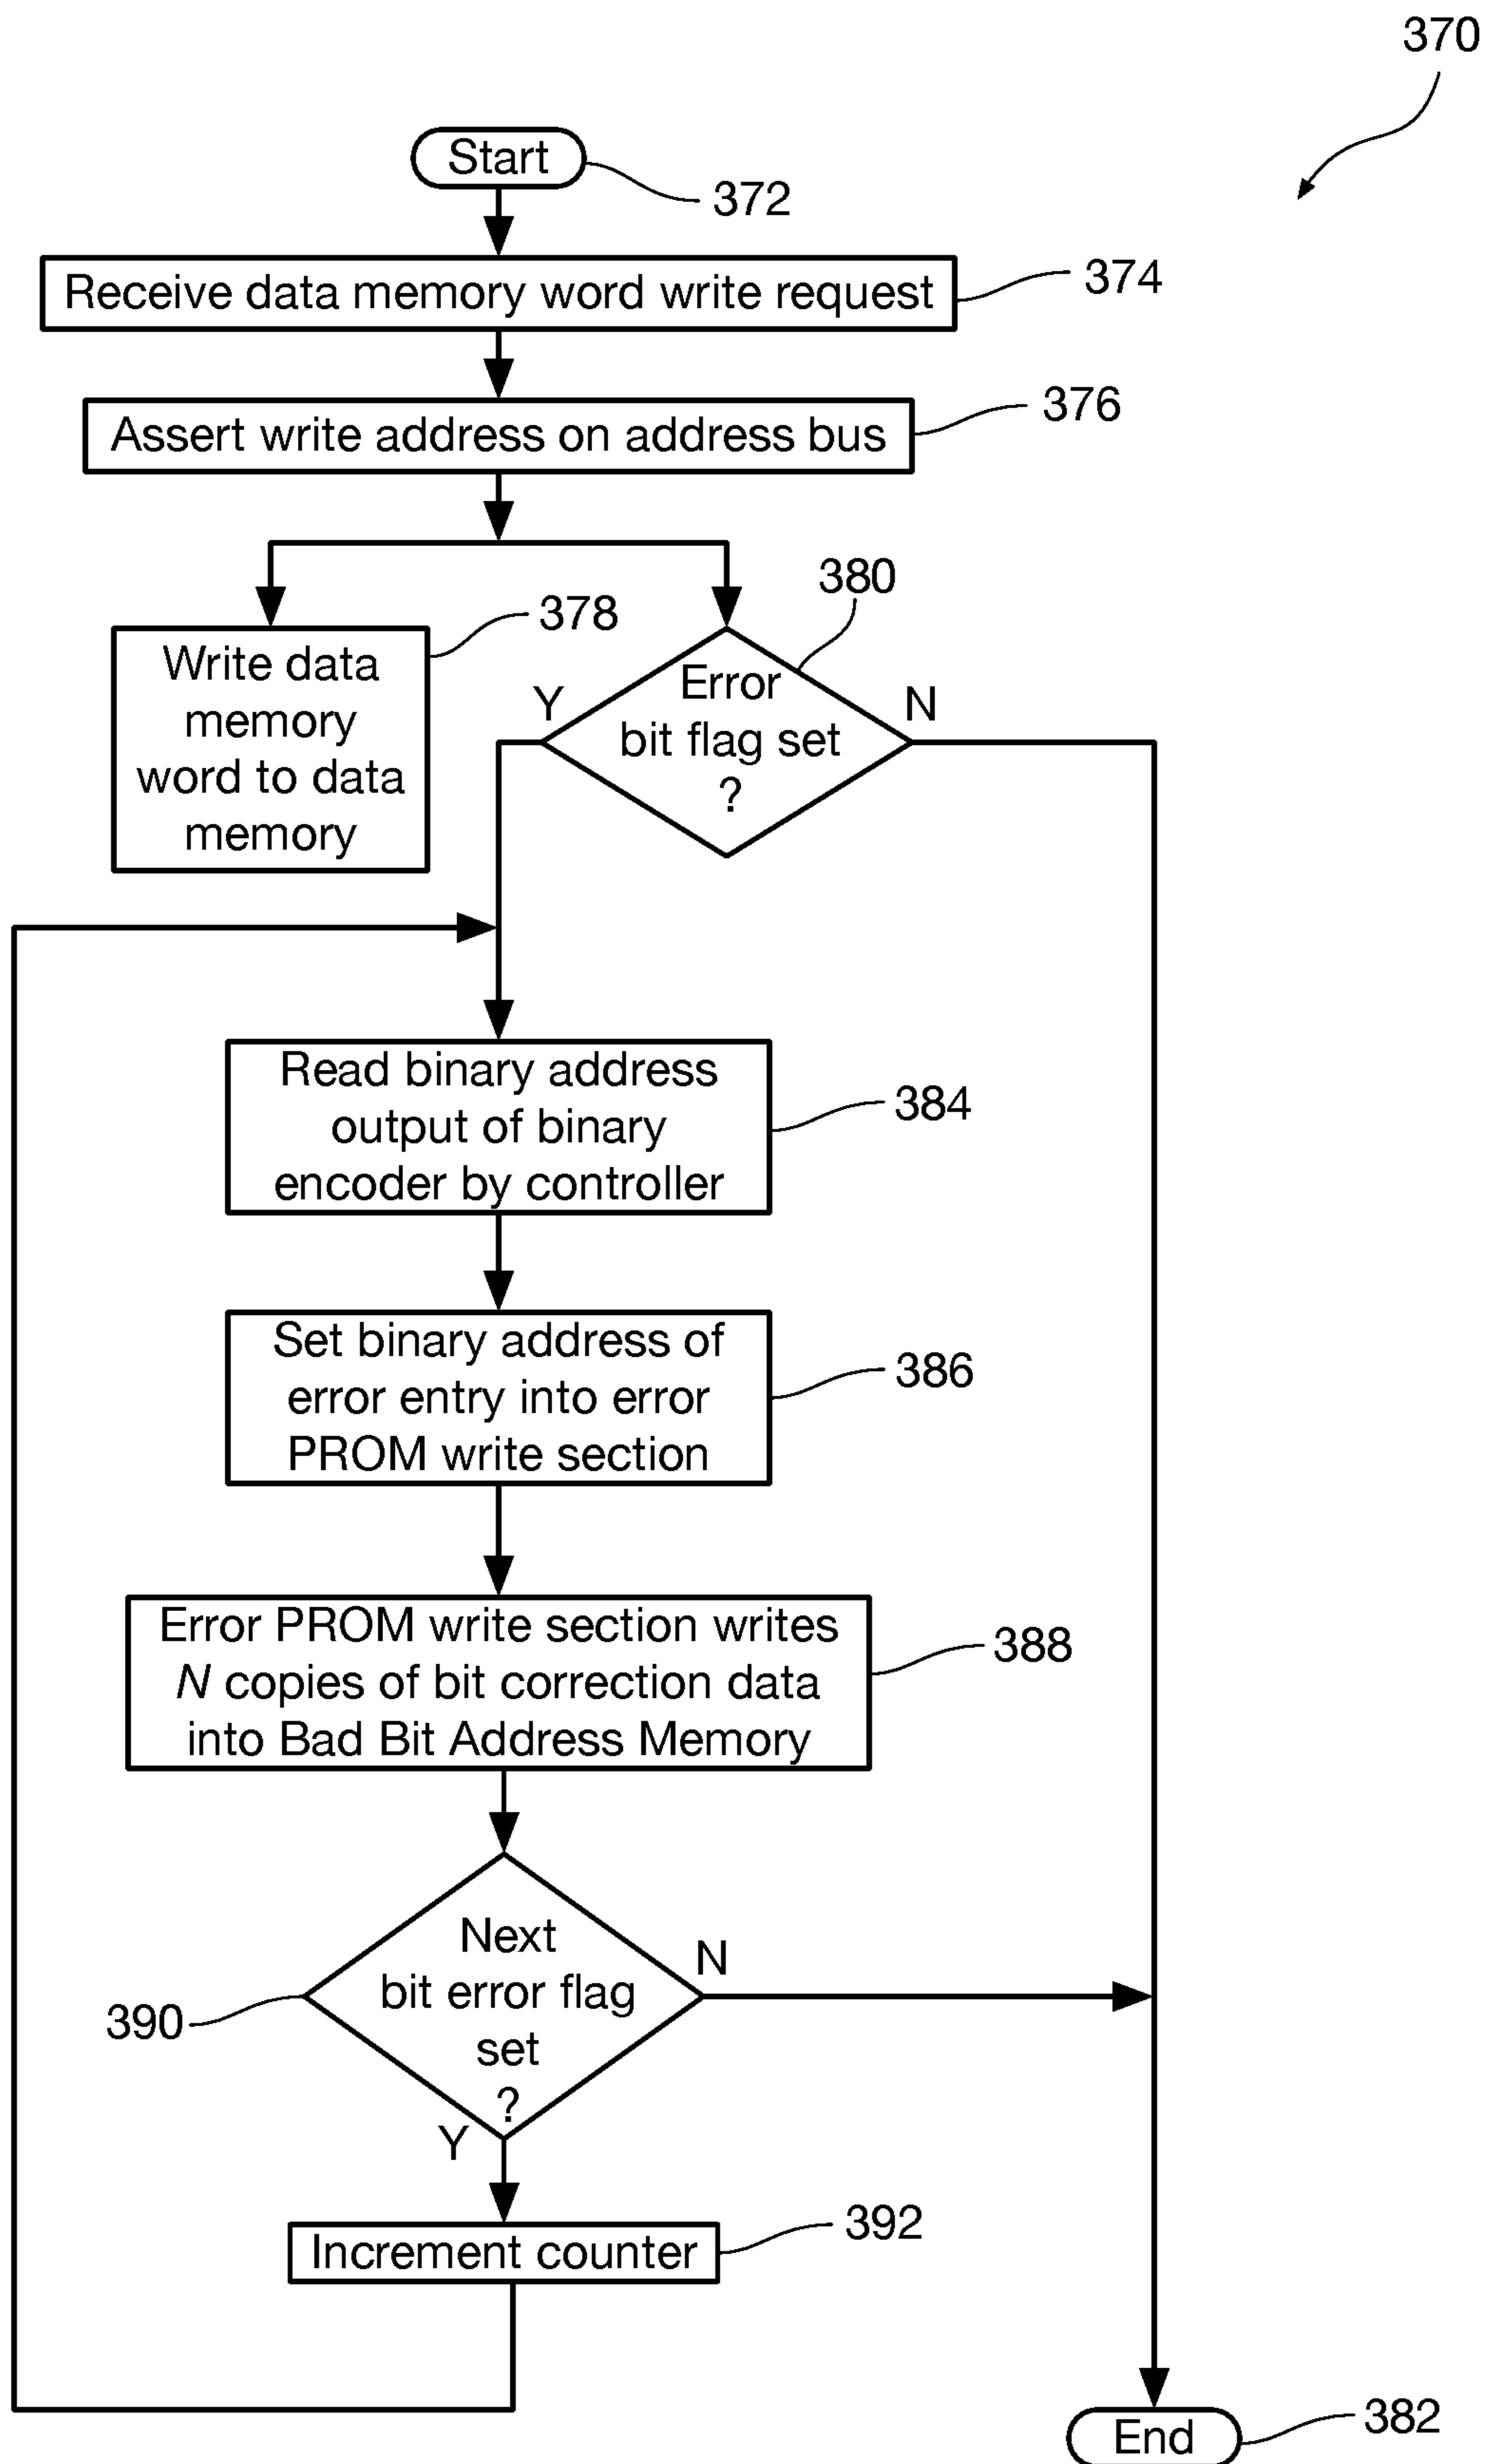 370
Start
372
Receive data memory word write request
374
Assert write address on address bus
376
378
Write data
memory
word to data
memory
380
Error
bit flag set
?
Y
N
Read binary address
output of binary
encoder by controller
384
Set binary address of
error entry into error
PROM write section
386
Error PROM write section writes
N copies of bit correction data
into Bad Bit Address Memory
388
Next
bit error flag
set
?
N
390
Y
Increment counter
392
End
382